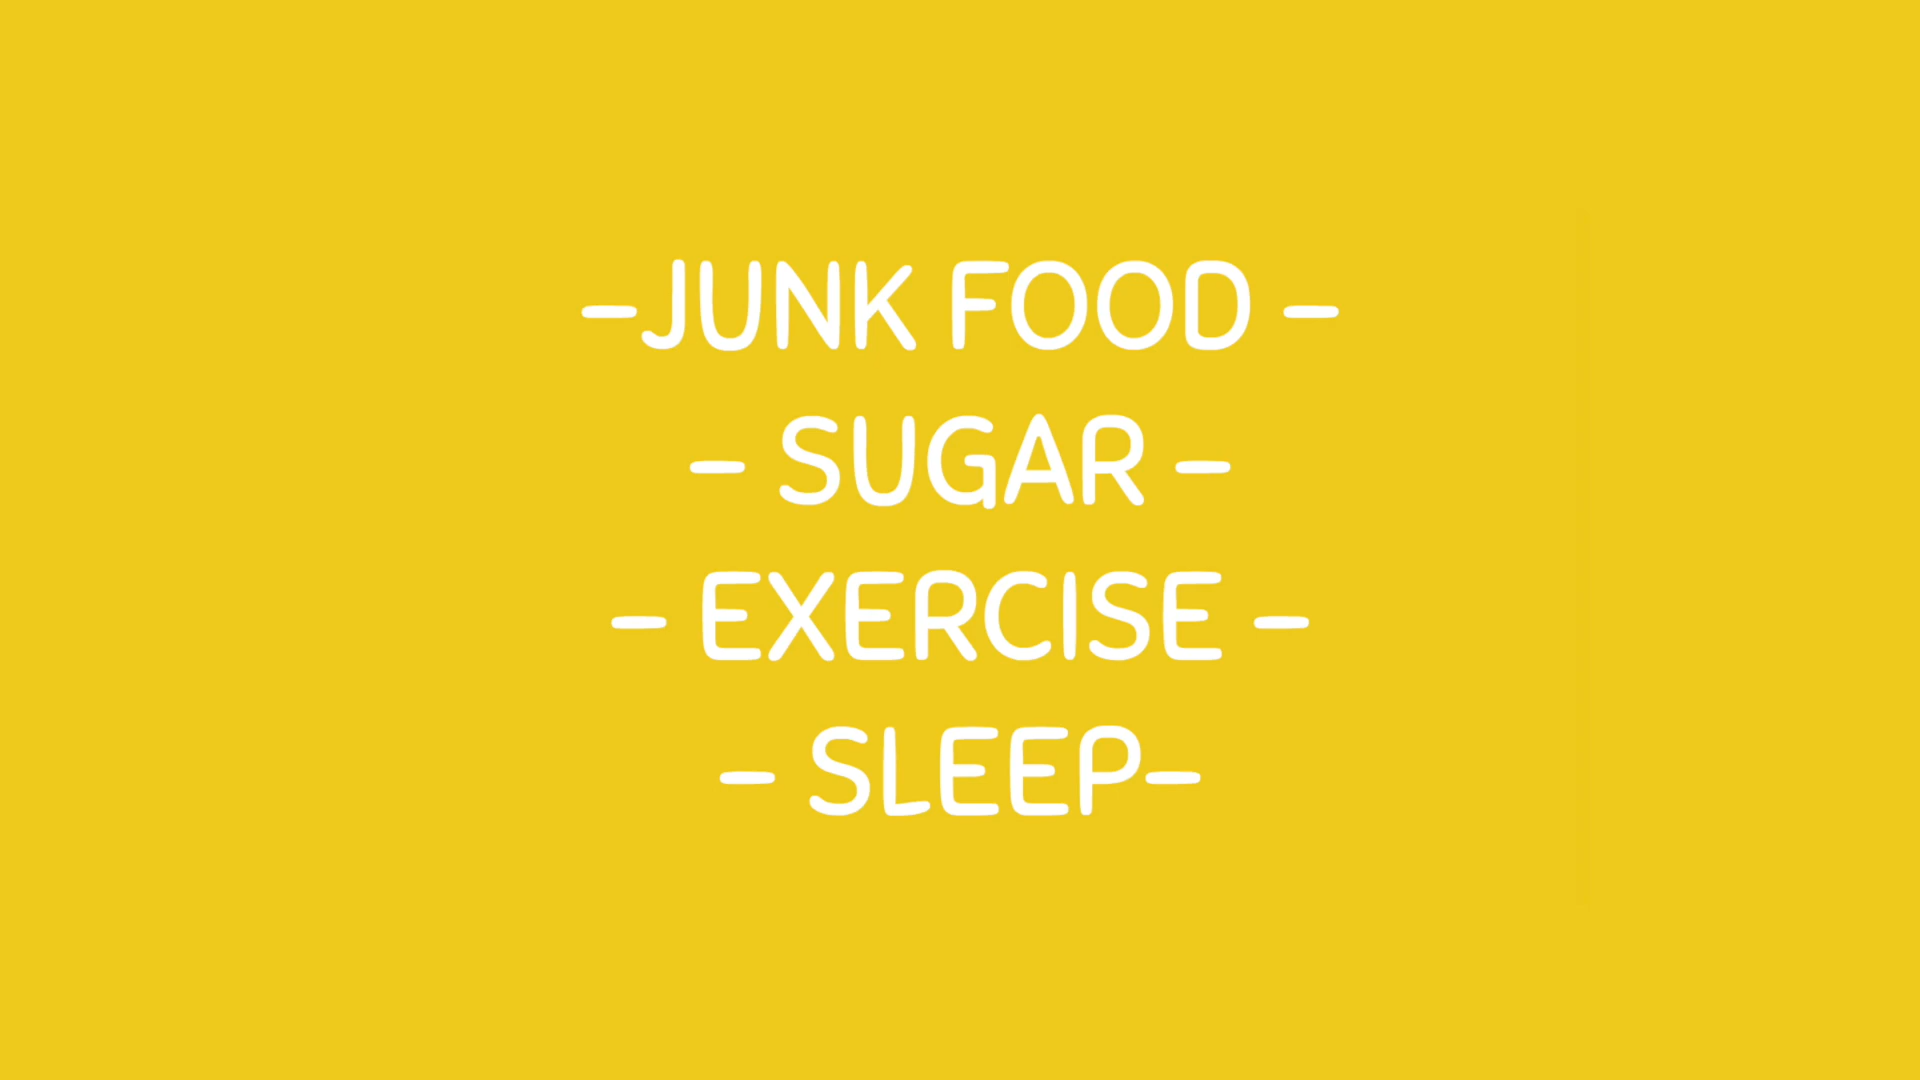 -JUNK FOOD -
- SUGAR -
- EXERCISE -
- SLEEP-